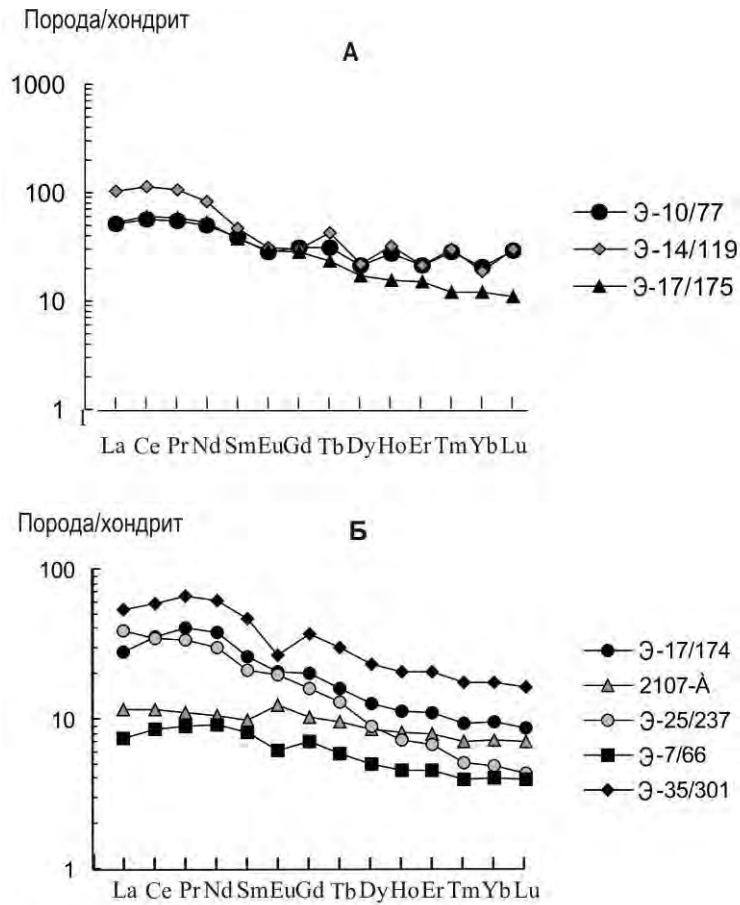 Порода/хондрит
А
1000
100
10
1
La Ce Pr Nd Sm Eu Gd Tb Dy Ho Er Tm Yb Lu
Э-10/77
Э-14/119
Э-17/175
Порода/хондрит
Б
100
10
1
La Ce Pr Nd Sm Eu Gd Tb Dy Ho Er Tm Yb Lu
Э-17/174
2107-À
Э-25/237
Э-7/66
Э-35/301